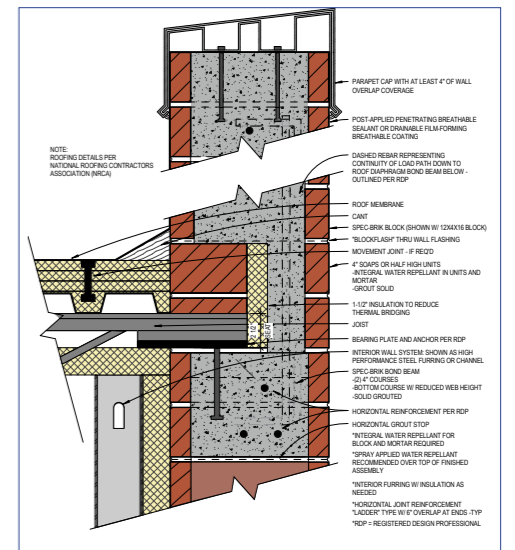 PARAPET CAP WITH AT LEAST 4" OF WALL
OVERLAP COVERAGE
POST-APPLIED PENETRATING BREATHABLE
SEALANT OR DRAINABLE FILM-FORMING
BREATHABLE COATING
NOTE:
ROOFING DETAILS PER
NATIONAL ROOFING CONTRACTORS
ASSOCIATION (NRCA)
DASHED REBAR REPRESENTING
CONTINUITY OF LOAD PATH DOWN TO
ROOF DIAPHRAGM BOND BEAM BELOW -
OUTLINED PER RDP
ROOF MEMBRANE
CANT
SPEC-BRIK BLOCK (SHOWN W/ 12X4X16 BLOCK)
"BLOCKFLASH" THRU WALL FLASHING
MOVEMENT JOINT - IF REQ'D
4" SOAPS OR HALF HIGH UNITS
-INTEGRAL WATER REPELLANT IN UNITS AND
MORTAR
-GROUT SOLID
1-1/2" INSULATION TO REDUCE
THERMAL BRIDGING
JOIST
2 1/2"
SEAT
BEARING PLATE AND ANCHOR PER RDP
INTERIOR WALL SYSTEM: SHOWN AS HIGH
PERFORMANCE STEEL FURRING OR CHANNEL
SPEC-BRIK BOND BEAM
-(2) 4" COURSES
-BOTTOM COURSE W/ REDUCED WEB HEIGHT
-SOLID GROUTED
HORIZONTAL REINFORCEMENT PER RDP
HORIZONTAL GROUT STOP
*INTEGRAL WATER REPELLANT FOR
BLOCK AND MORTAR REQUIRED
*SPRAY APPLIED WATER REPELLANT
RECOMMENDED OVER TOP OF FINISHED
ASSEMBLY
*INTERIOR FURRING W/ INSULATION AS
NEEDED
*HORIZONTAL JOINT REINFORCEMENT
"LADDER" TYPE W/ 6" OVERLAP AT ENDS -TYP
*RDP = REGISTERED DESIGN PROFESSIONAL